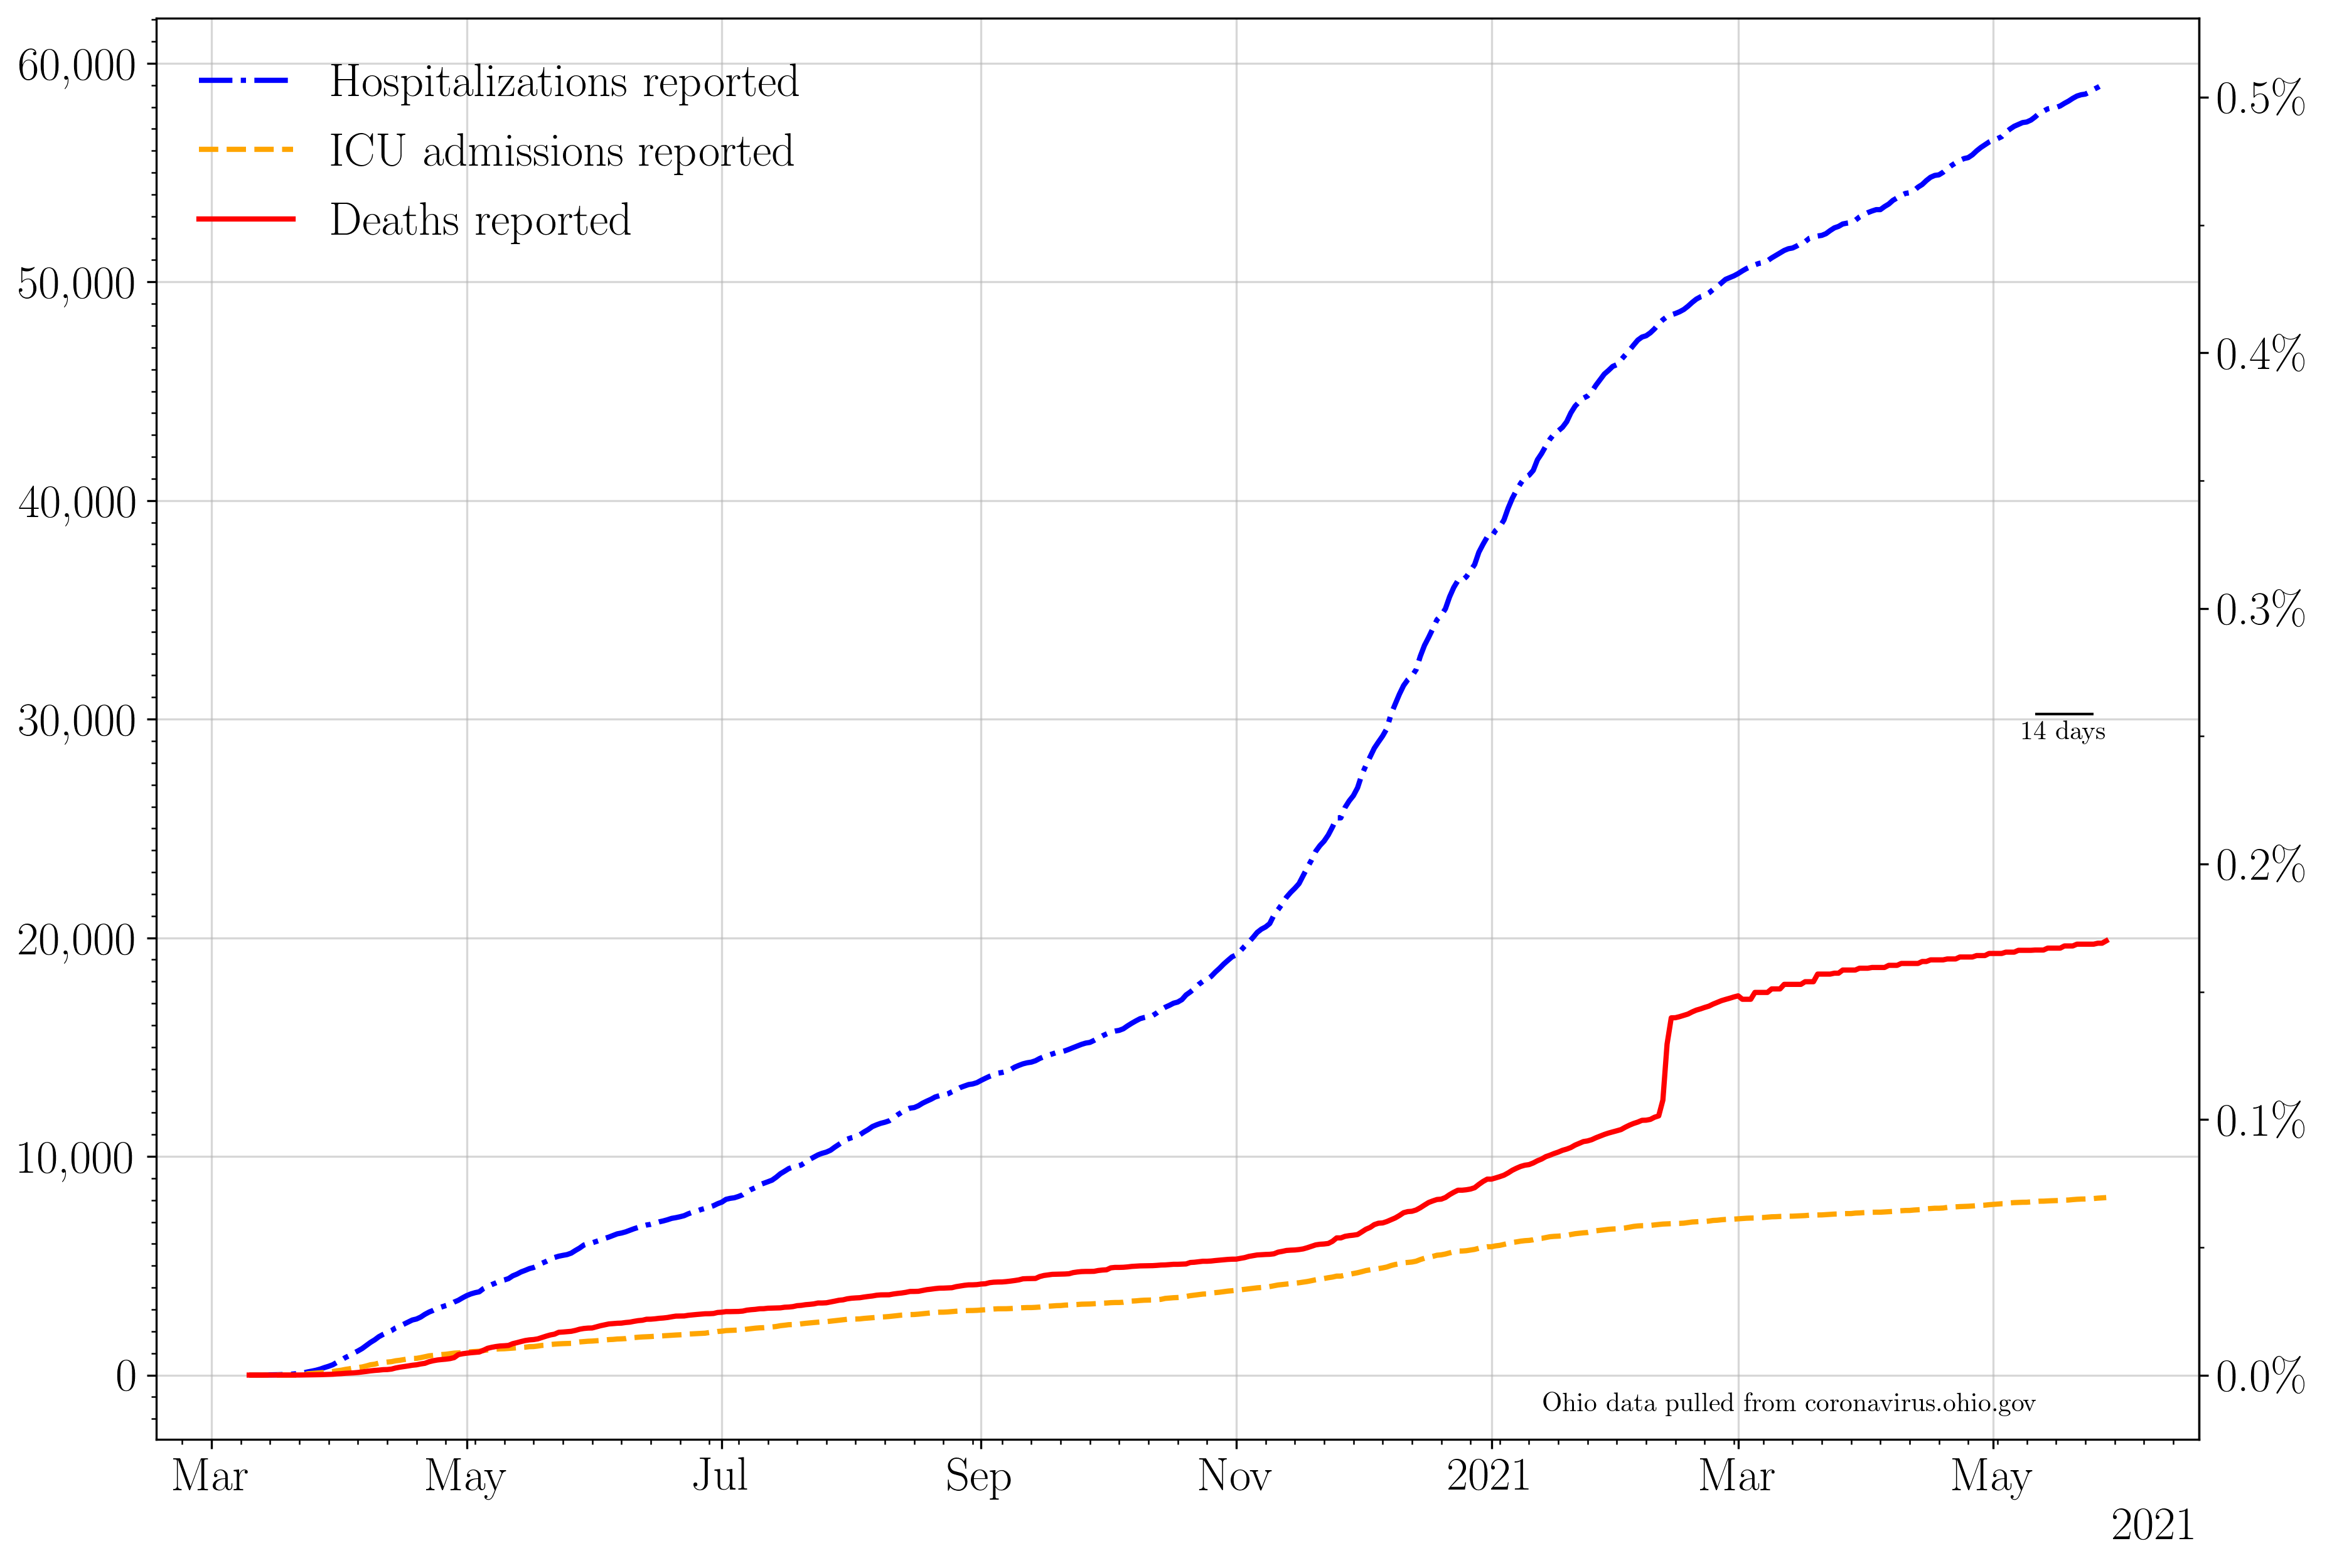 Hospitalizations reported
ICU admissions reported
Deaths reported
60,000
50,000
40,000
30,000
20,000
10,000
0
0.5%
0.4%
0.3%
0.2%
0.1%
0.0%
14 days
Ohio data pulled from coronavirus.ohio.gov
Mar May Jul Sep Nov 2021 Mar May
2021